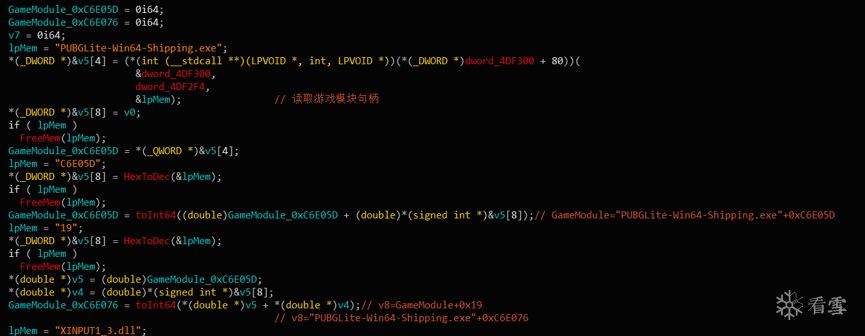 GameModule_0xC6E05D = 0i64;
GameModule_0xC6E076 = 0i64;
v7 = 0i64;
lpMem = "PUBGLite-Win64-Shipping.exe";
*(_DWORD *)&v5[4] = (*(int (__stdcall **)(LPVOID *, int, LPVOID *))(*(_DWORD *)dword_4DF300 + 80))(
&dword_4DF300,
dword_4DF2F4,
&lpMem); // 读取游戏模块句柄
*(_DWORD *)&v5[8] = v0;
if ( lpMem )
FreeMem(lpMem);
GameModule_0xC6E05D = *(_QWORD *)&v5[4];
lpMem = "C6E05D";
*(_DWORD *)&v5[8] = HexToDec(&lpMem);
if ( lpMem )
FreeMem(lpMem);
GameModule_0xC6E05D = toInt64((double)GameModule_0xC6E05D + (double)*(signed int *)&v5[8]);// GameModule="PUBGLite-Win64-Shipping.exe"+0xC6E05D
lpMem = "19";
*(_DWORD *)&v5[8] = HexToDec(&lpMem);
if ( lpMem )
FreeMem(lpMem);
*(double *)v5 = (double)GameModule_0xC6E05D;
*(double *)v4 = (double)*(signed int *)&v5[8];
GameModule_0xC6E076 = toInt64(*(double *)v5 + *(double *)v4);// v8=GameModule+0x19
// v8="PUBGLite-Win64-Shipping.exe"+0xC6E076
lpMem = "XINPUT1_3.dll";
看雪